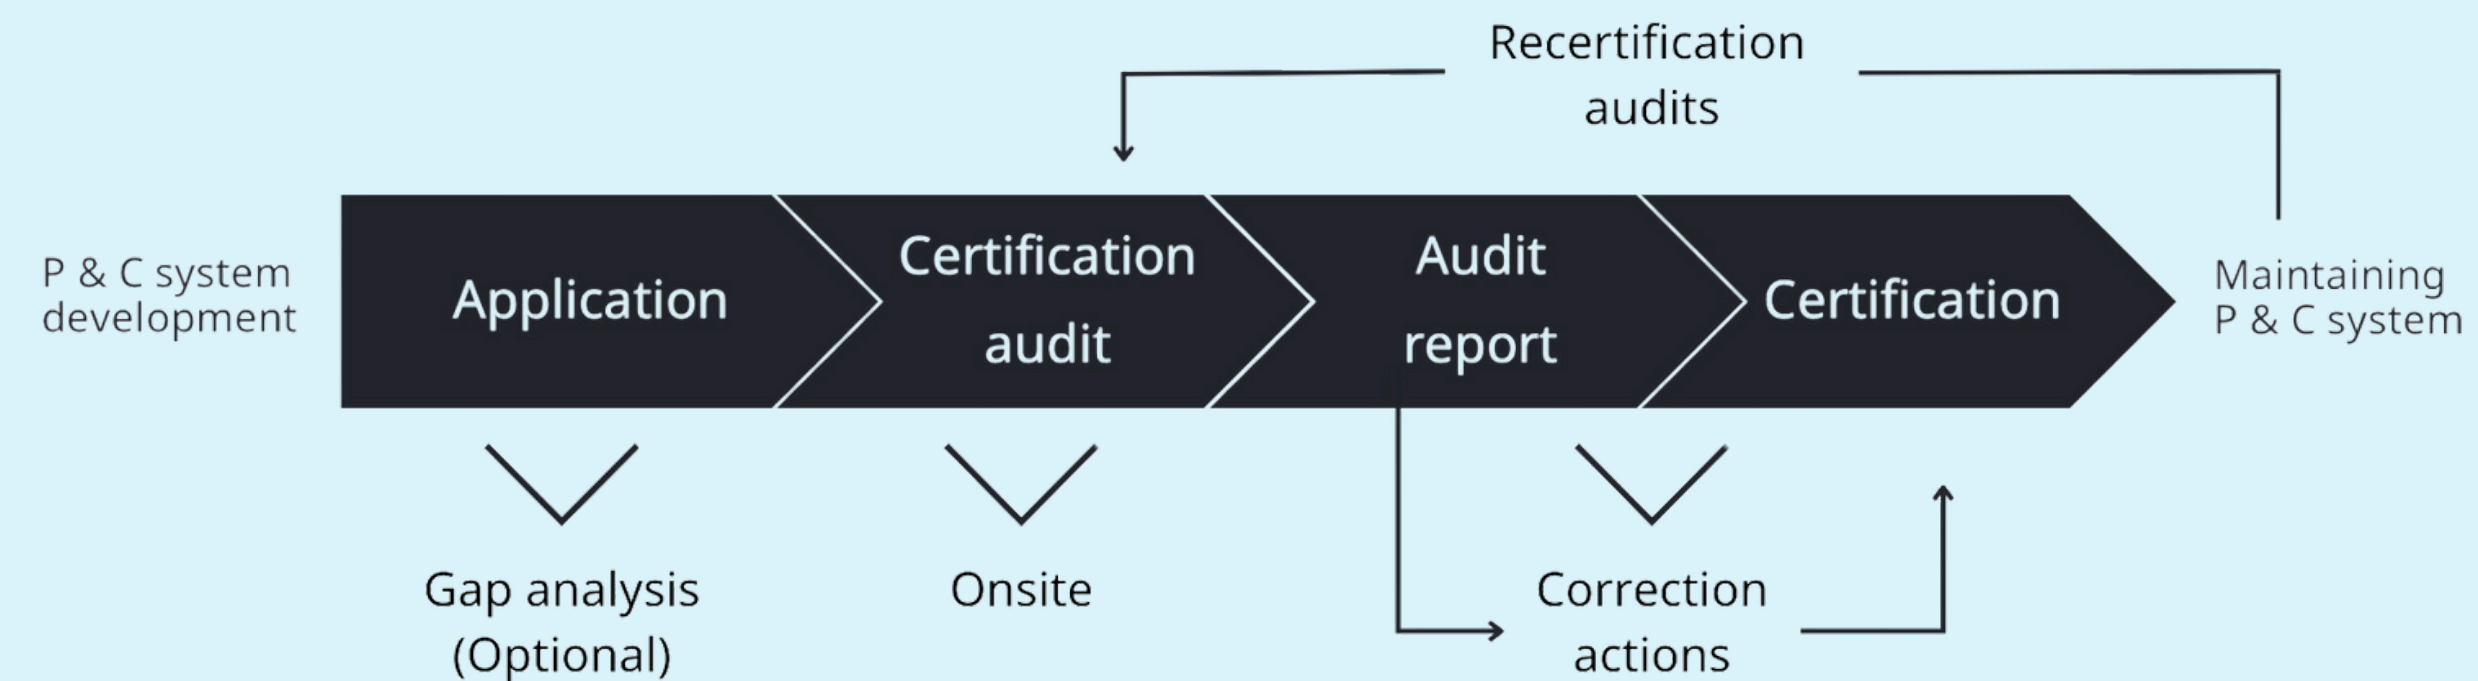 Recertification
audits
P & C system
development
Application
Certification
audit
Audit
report
Certification
Maintaining
P & C system
Gap analysis
(Optional)
Onsite
Correction
actions